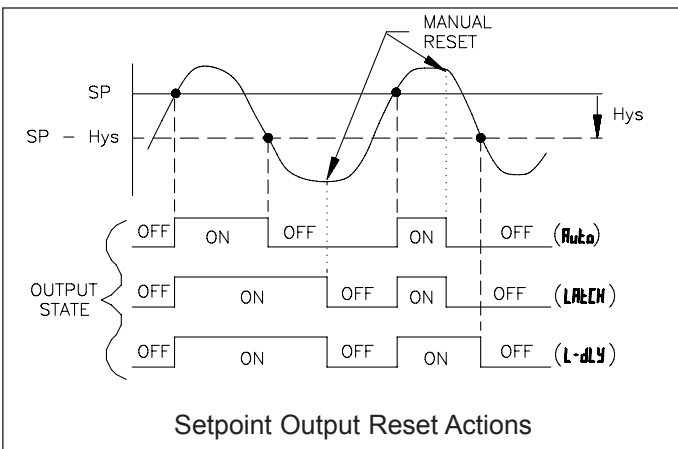 MANUAL
RESET
SP
Hys
SP - Hys
OFF ON OFF ON OFF (Auto)
OUTPUT
STATE
OFF ON OFF ON OFF (LAtCH)
OFF ON OFF ON OFF (L-dLY)
Setpoint Output Reset Actions